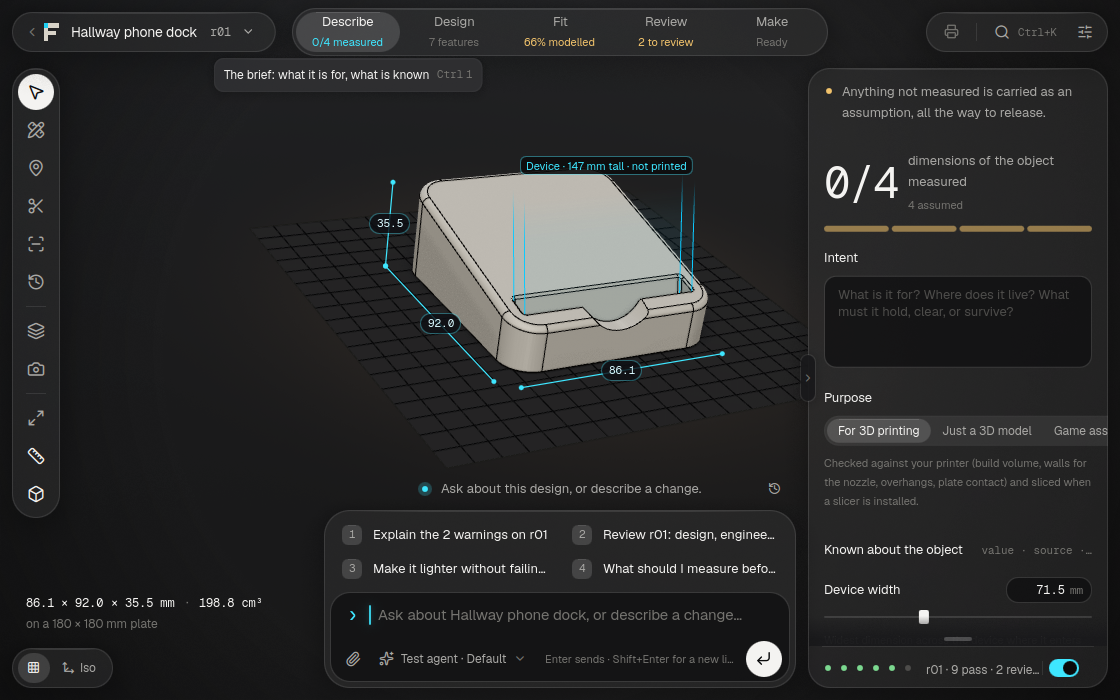 Hallway phone dock r01
Describe
0/4 measured
Design
7 features
Fit
66% modelled
Review
2 to review
Make
Ready
Ctrl+K
The brief: what it is for, what is known Ctrl 1
Device · 147 mm tall · not printed
35.5
92.0
86.1
Anything not measured is carried as an
assumption, all the way to release.
0/4
dimensions of the object
measured
4 assumed
Intent
What is it for? Where does it live? What
must it hold, clear, or survive?
Purpose
For 3D printing Just a 3D model Game ass
Checked against your printer (build volume, walls for
the nozzle, overhangs, plate contact) and sliced when
a slicer is installed.
Known about the object value · source ·…
Device width 71.5 mm
r01 · 9 pass · 2 revie…
Ask about this design, or describe a change.
1 Explain the 2 warnings on r01
2 Review r01: design, enginee…
3 Make it lighter without failin…
4 What should I measure befo…
Ask about Hallway phone dock, or describe a change…
Test agent · Default
Enter sends · Shift+Enter for a new li…
86.1 × 92.0 × 35.5 mm · 198.8 cm³
on a 180 × 180 mm plate
Iso